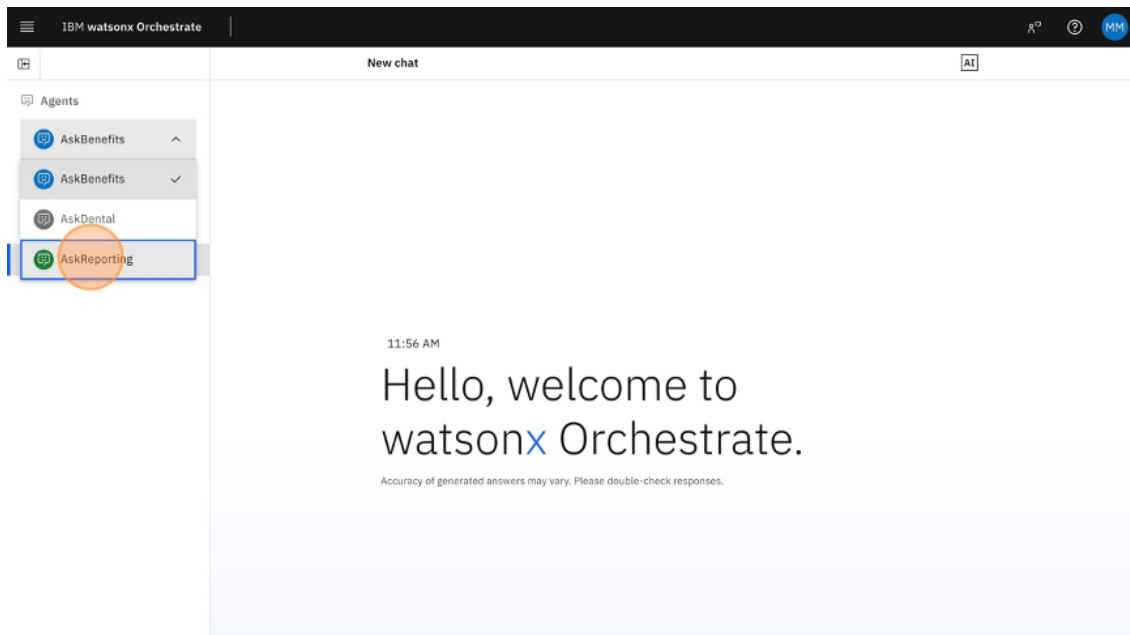 IBM watsonx Orchestrate
MM
New chat
AI
Agents
AskBenefits
AskBenefits
AskDental
AskReporting
11:56 AM
Hello, welcome to
watsonx Orchestrate.
Accuracy of generated answers may vary. Please double-check responses.